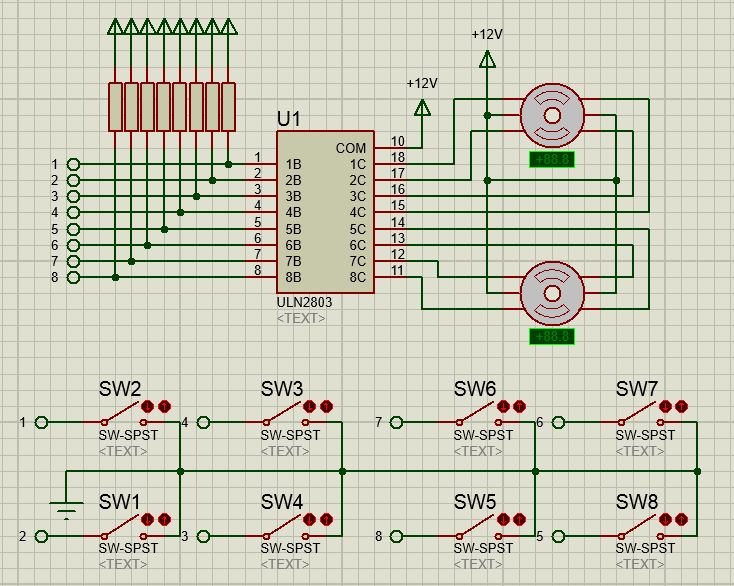 +12V
+12V
U1
COM 10
1 1 1B 1C 18
2 2 2B 2C 17
3 3 3B 3C 16
4 4 4B 4C 15
5 5 5B 5C 14
6 6 6B 6C 13
7 7 7B 7C 12
8 8 8B 8C 11
ULN2803
<TEXT>
+88.8
+88.8
SW2 SW3 SW6 SW7
1 4 7 6
SW-SPST SW-SPST SW-SPST SW-SPST
<TEXT> <TEXT> <TEXT> <TEXT>
SW1 SW4 SW5 SW8
2 3 8 5
SW-SPST SW-SPST SW-SPST SW-SPST
<TEXT> <TEXT> <TEXT> <TEXT>